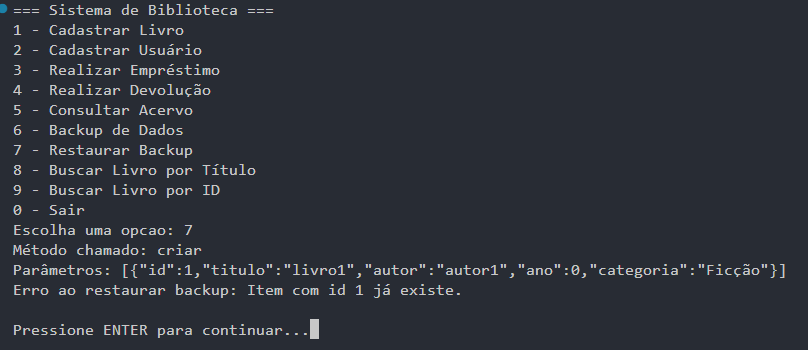 === Sistema de Biblioteca ===
1 - Cadastrar Livro
2 - Cadastrar Usuário
3 - Realizar Empréstimo
4 - Realizar Devolução
5 - Consultar Acervo
6 - Backup de Dados
7 - Restaurar Backup
8 - Buscar Livro por Título
9 - Buscar Livro por ID
0 - Sair
Escolha uma opcao: 7
Método chamado: criar
Parâmetros: [{"id":1,"titulo":"livro1","autor":"autor1","ano":0,"categoria":"Ficção"}]
Erro ao restaurar backup: Item com id 1 já existe.
Pressione ENTER para continuar...